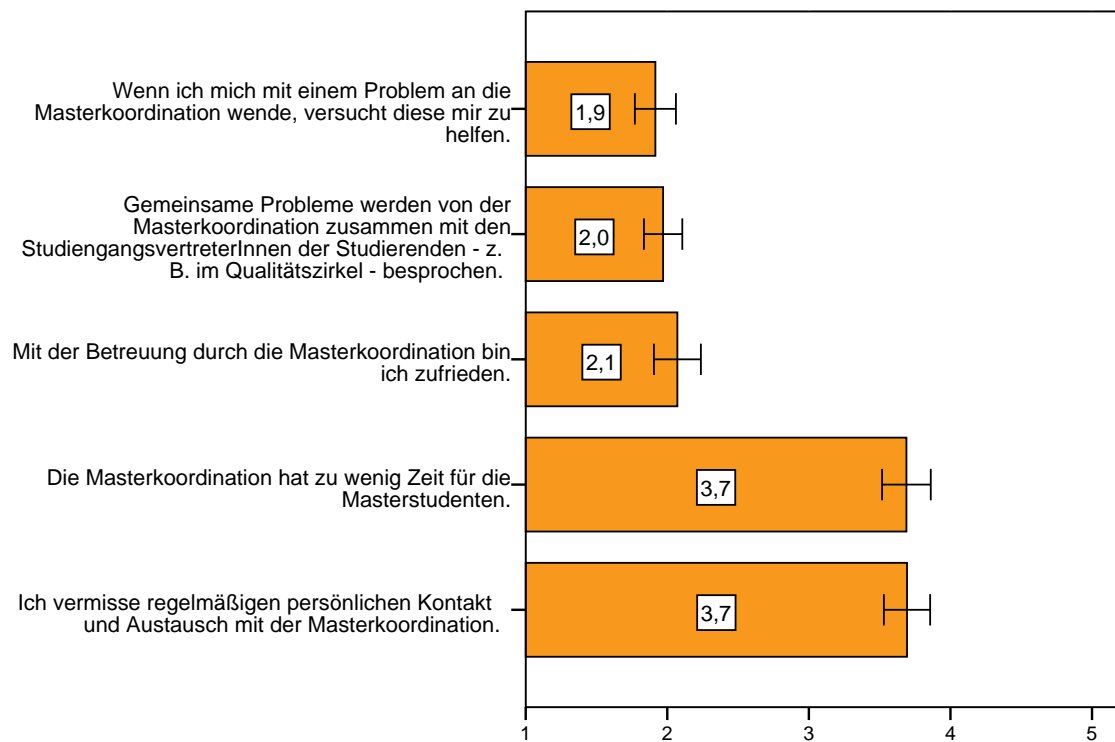 Wenn ich mich mit einem Problem an die
Masterkoordination wende, versucht diese mir zu
helfen.
1,9
Gemeinsame Probleme werden von der
Masterkoordination zusammen mit den
StudiengangsvertreterInnen der Studierenden - z.
B. im Qualitätszirkel - besprochen.
2,0
Mit der Betreuung durch die Masterkoordination bin
ich zufrieden.
2,1
Die Masterkoordination hat zu wenig Zeit für die
Masterstudenten.
3,7
Ich vermisse regelmäßigen persönlichen Kontakt
und Austausch mit der Masterkoordination.
3,7
1 2 3 4 5